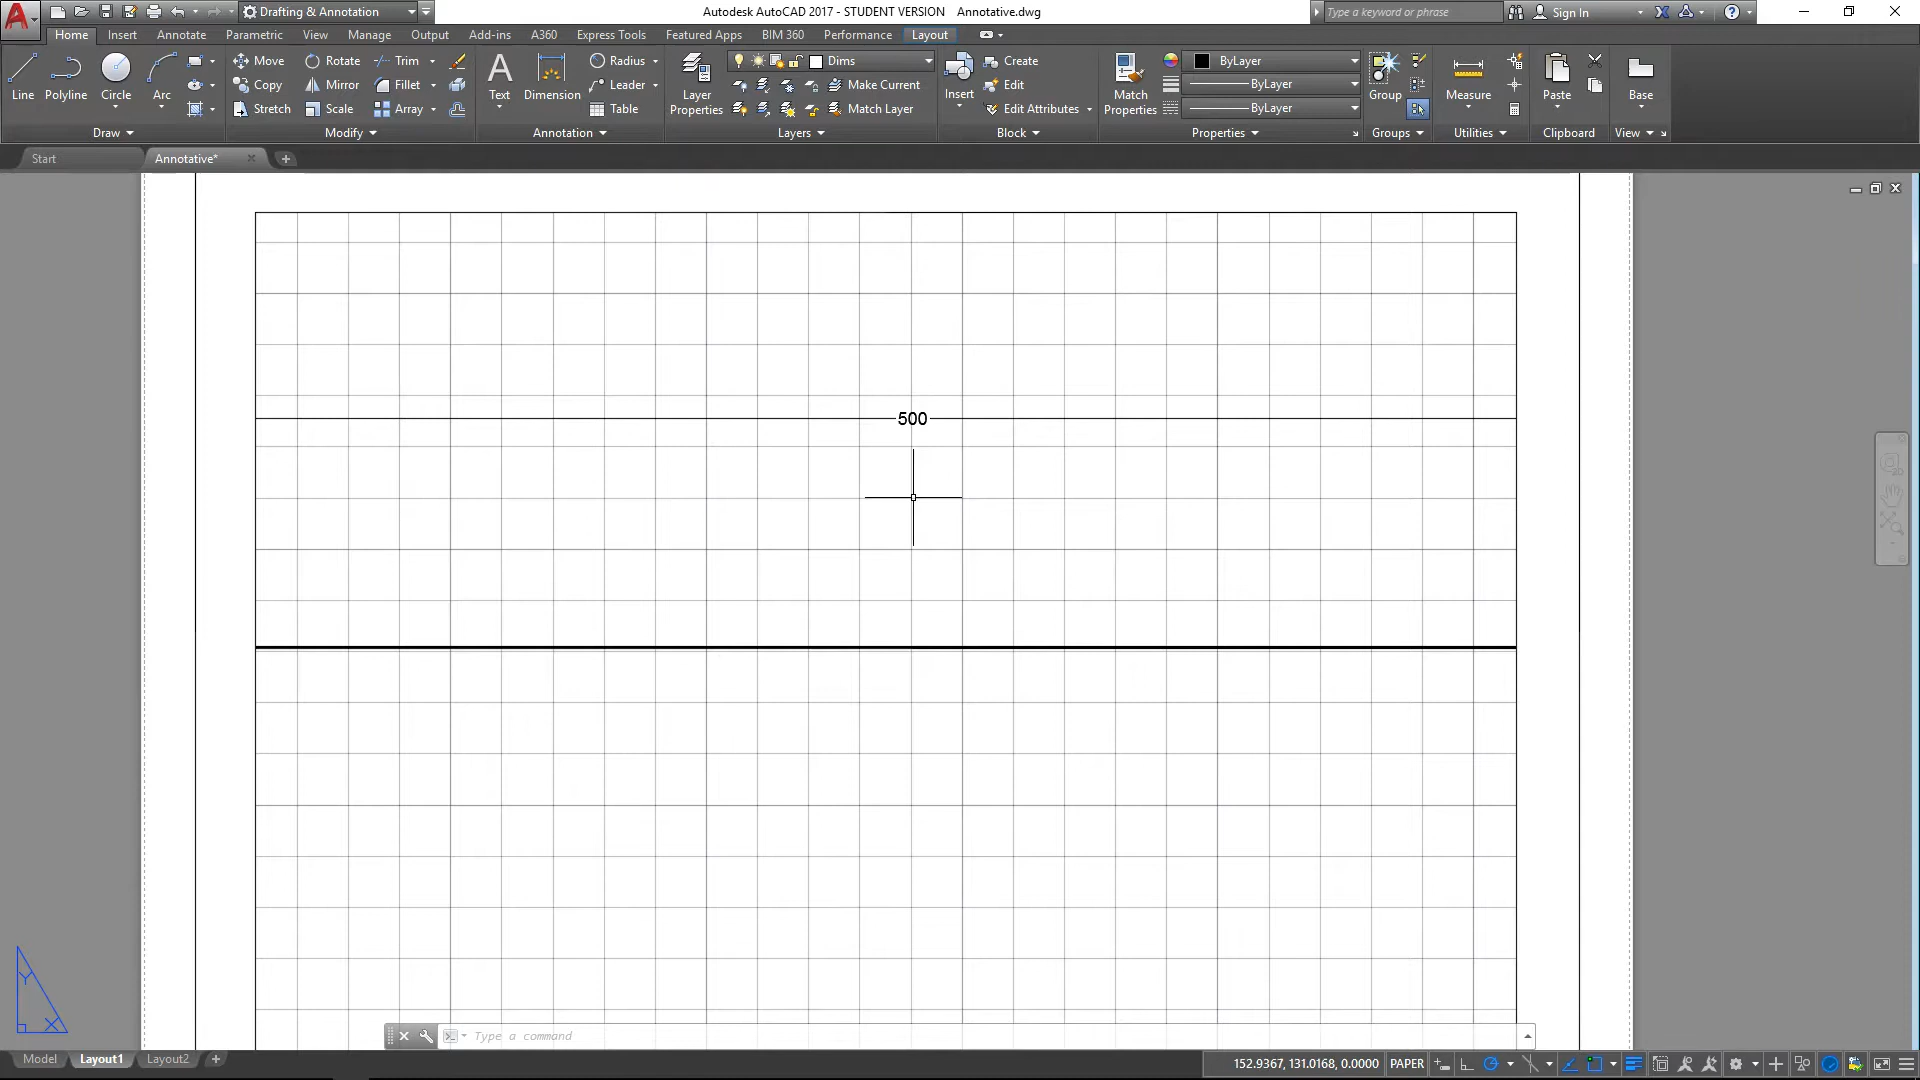 Drafting & Annotation
Autodesk AutoCAD 2017 - STUDENT VERSION Annotative.dwg
Type a keyword or phrase
Sign In
Home Insert Annotate Parametric View Manage Output Add-ins A360 Express Tools Featured Apps BIM 360 Performance Layout
Line Polyline Circle Arc
Draw
Move Rotate Trim
Copy Mirror Fillet
Stretch Scale Array
Modify
Text Dimension
Radius
Leader
Table
Annotation
Layer Properties
Dims
Make Current
Match Layer
Layers
Insert
Create
Edit
Edit Attributes
Block
Match Properties
ByLayer
ByLayer
ByLayer
Properties
Group
Groups
Measure
Utilities
Paste
Clipboard
Base
View
Start Annotative*
500
Y
X
Type a command
Model Layout1 Layout2
152.9367, 131.0168, 0.0000 PAPER